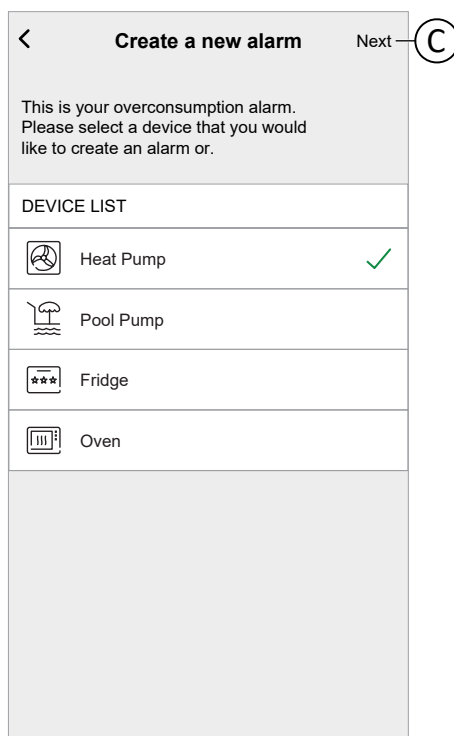 Create a new alarm
Next
C
This is your overconsumption alarm.
Please select a device that you would
like to create an alarm or.
DEVICE LIST
Heat Pump
Pool Pump
Fridge
Oven